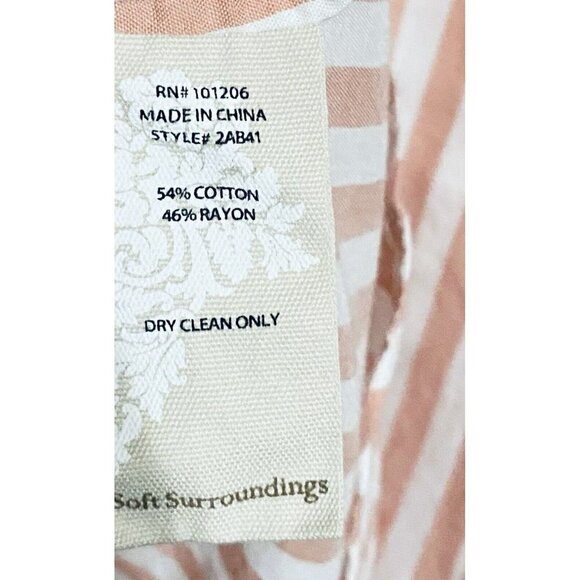 RN# 101206
MADE IN CHINA
STYLE# 2AB41
54% COTTON
46% RAYON
DRY CLEAN ONLY
Soft Surroundings